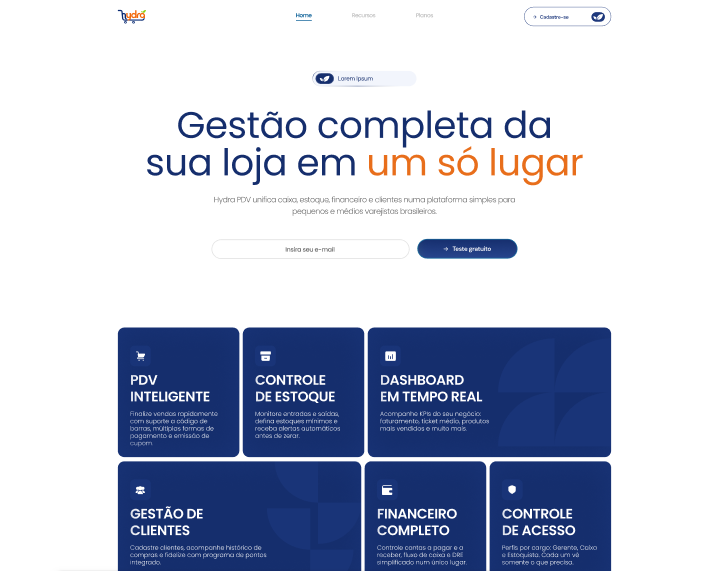 hydra
Home
Recursos
Planos
Cadastre-se
Lorem Ipsum
Gestão completa da
sua loja em um só lugar
Hydra PDV unifica caixa, estoque, financeiro e clientes numa plataforma simples para
pequenos e médios varejistas brasileiros.
Insira seu e-mail
Teste gratuito
PDV
INTELIGENTE
Finalize vendas rapidamente
com suporte a código de
barras, múltiplas formas de
pagamento e emissão de
cupom.
CONTROLE
DE ESTOQUE
Monitore entradas e saídas,
defina estoques mínimos e
receba alertas automáticos
antes de zerar.
DASHBOARD
EM TEMPO REAL
Acompanhe KPIs do seu negócio:
faturamento, ticket médio, produtos
mais vendidos e muito mais.
GESTÃO DE
CLIENTES
Cadastre clientes, acompanhe histórico de
compras e fidelize com programa de pontos
integrado.
FINANCEIRO
COMPLETO
Controle contas a pagar e a
receber, fluxo de caixa e DRE
simplificado num único lugar.
CONTROLE
DE ACESSO
Perfis por cargo: Gerente, Caixa
e Estoquista. Cada um vê
somente o que precisa.